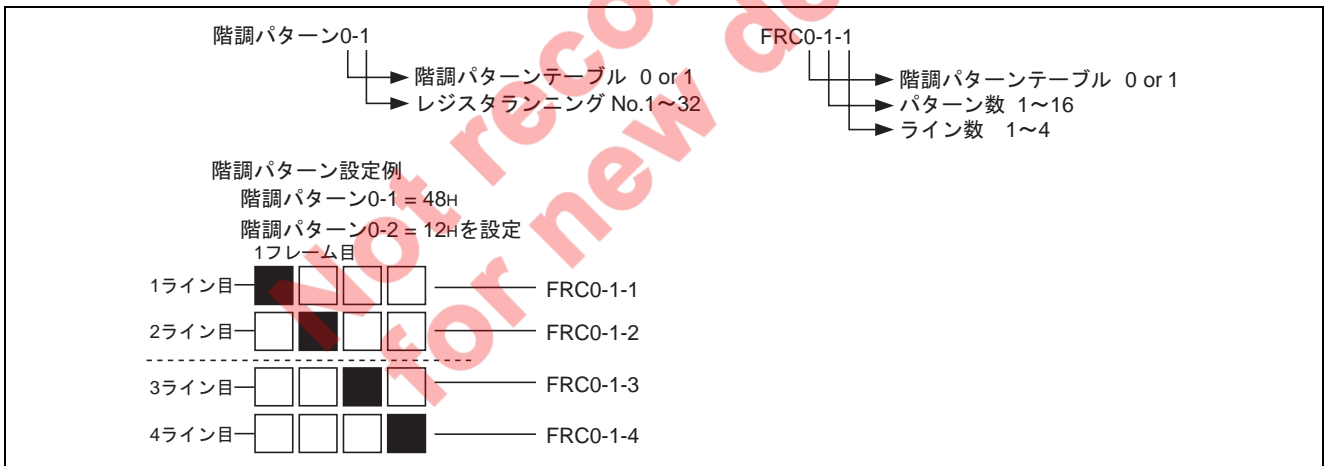 階調パターン0-1
階調パターンテーブル 0 or 1
レジスタランニング No.1～32
FRC0-1-1
階調パターンテーブル 0 or 1
パターン数 1～16
ライン数 1～4
階調パターン設定例
階調パターン0-1 = 48H
階調パターン0-2 = 12Hを設定
1フレーム目
1ライン目 FRC0-1-1
2ライン目 FRC0-1-2
3ライン目 FRC0-1-3
4ライン目 FRC0-1-4
Not reco
for new de